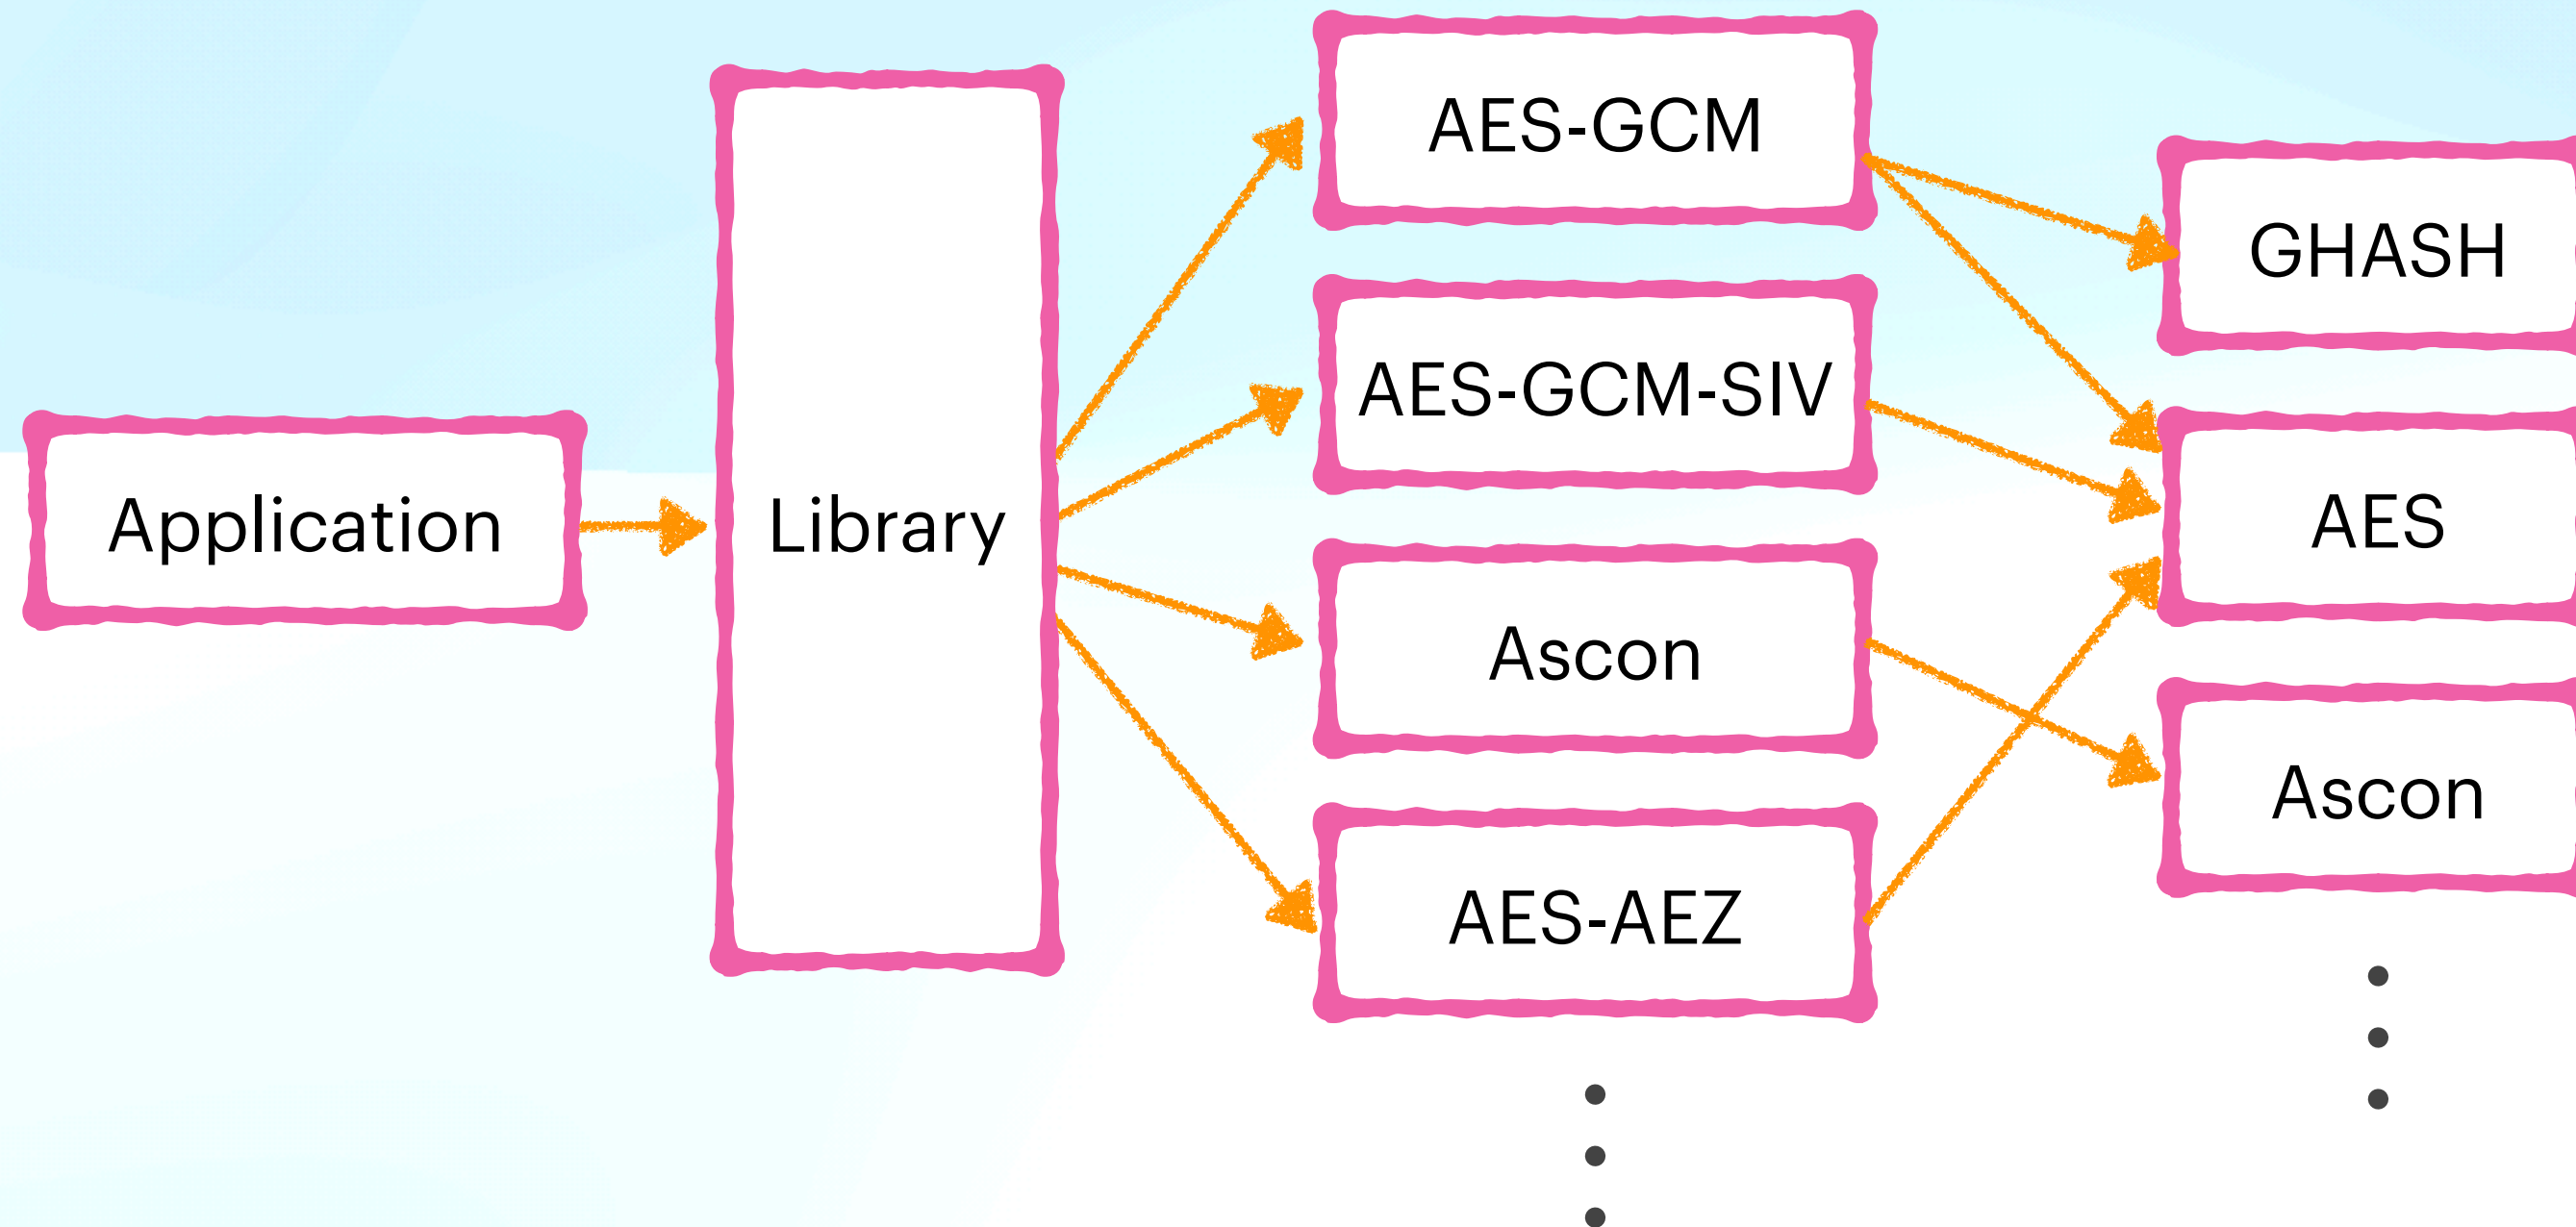 Application
Library
AES-GCM
AES-GCM-SIV
Ascon
AES-AEZ
GHASH
AES
Ascon